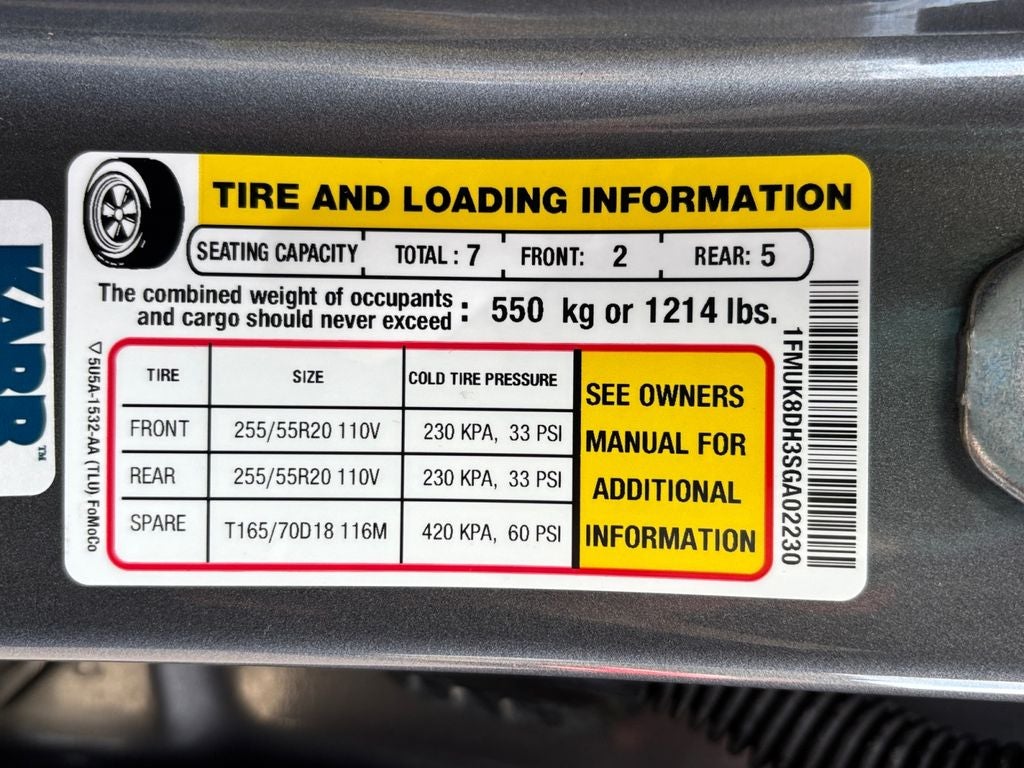 TIRE AND LOADING INFORMATION
SEATING CAPACITY TOTAL : 7 FRONT: 2 REAR: 5
The combined weight of occupants
and cargo should never exceed : 550 kg or 1214 lbs.
TIRE SIZE COLD TIRE PRESSURE
FRONT 255/55R20 110V 230 KPA, 33 PSI
REAR 255/55R20 110V 230 KPA, 33 PSI
SPARE T165/70D18 116M 420 KPA, 60 PSI
SEE OWNERS
MANUAL FOR
ADDITIONAL
INFORMATION
1FMUK8DH3SGA02230
▽5U5A-1532-AA (TLU) FoMoCo
KARR™